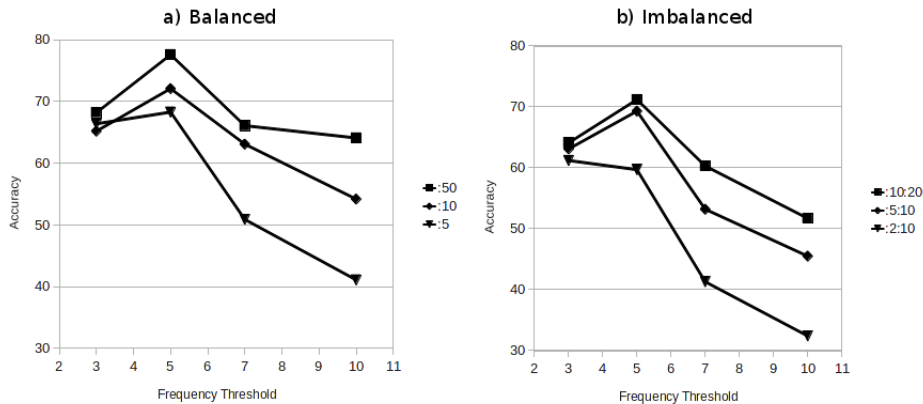 a) Balanced
80
70
60
50
40
30
Accuracy
2 3 4 5 6 7 8 9 10 11
Frequency Threshold
:50
:10
:5
b) Imbalanced
80
70
60
50
40
30
Accuracy
2 3 4 5 6 7 8 9 10 11
Frequency Threshold
:10:20
:5:10
:2:10